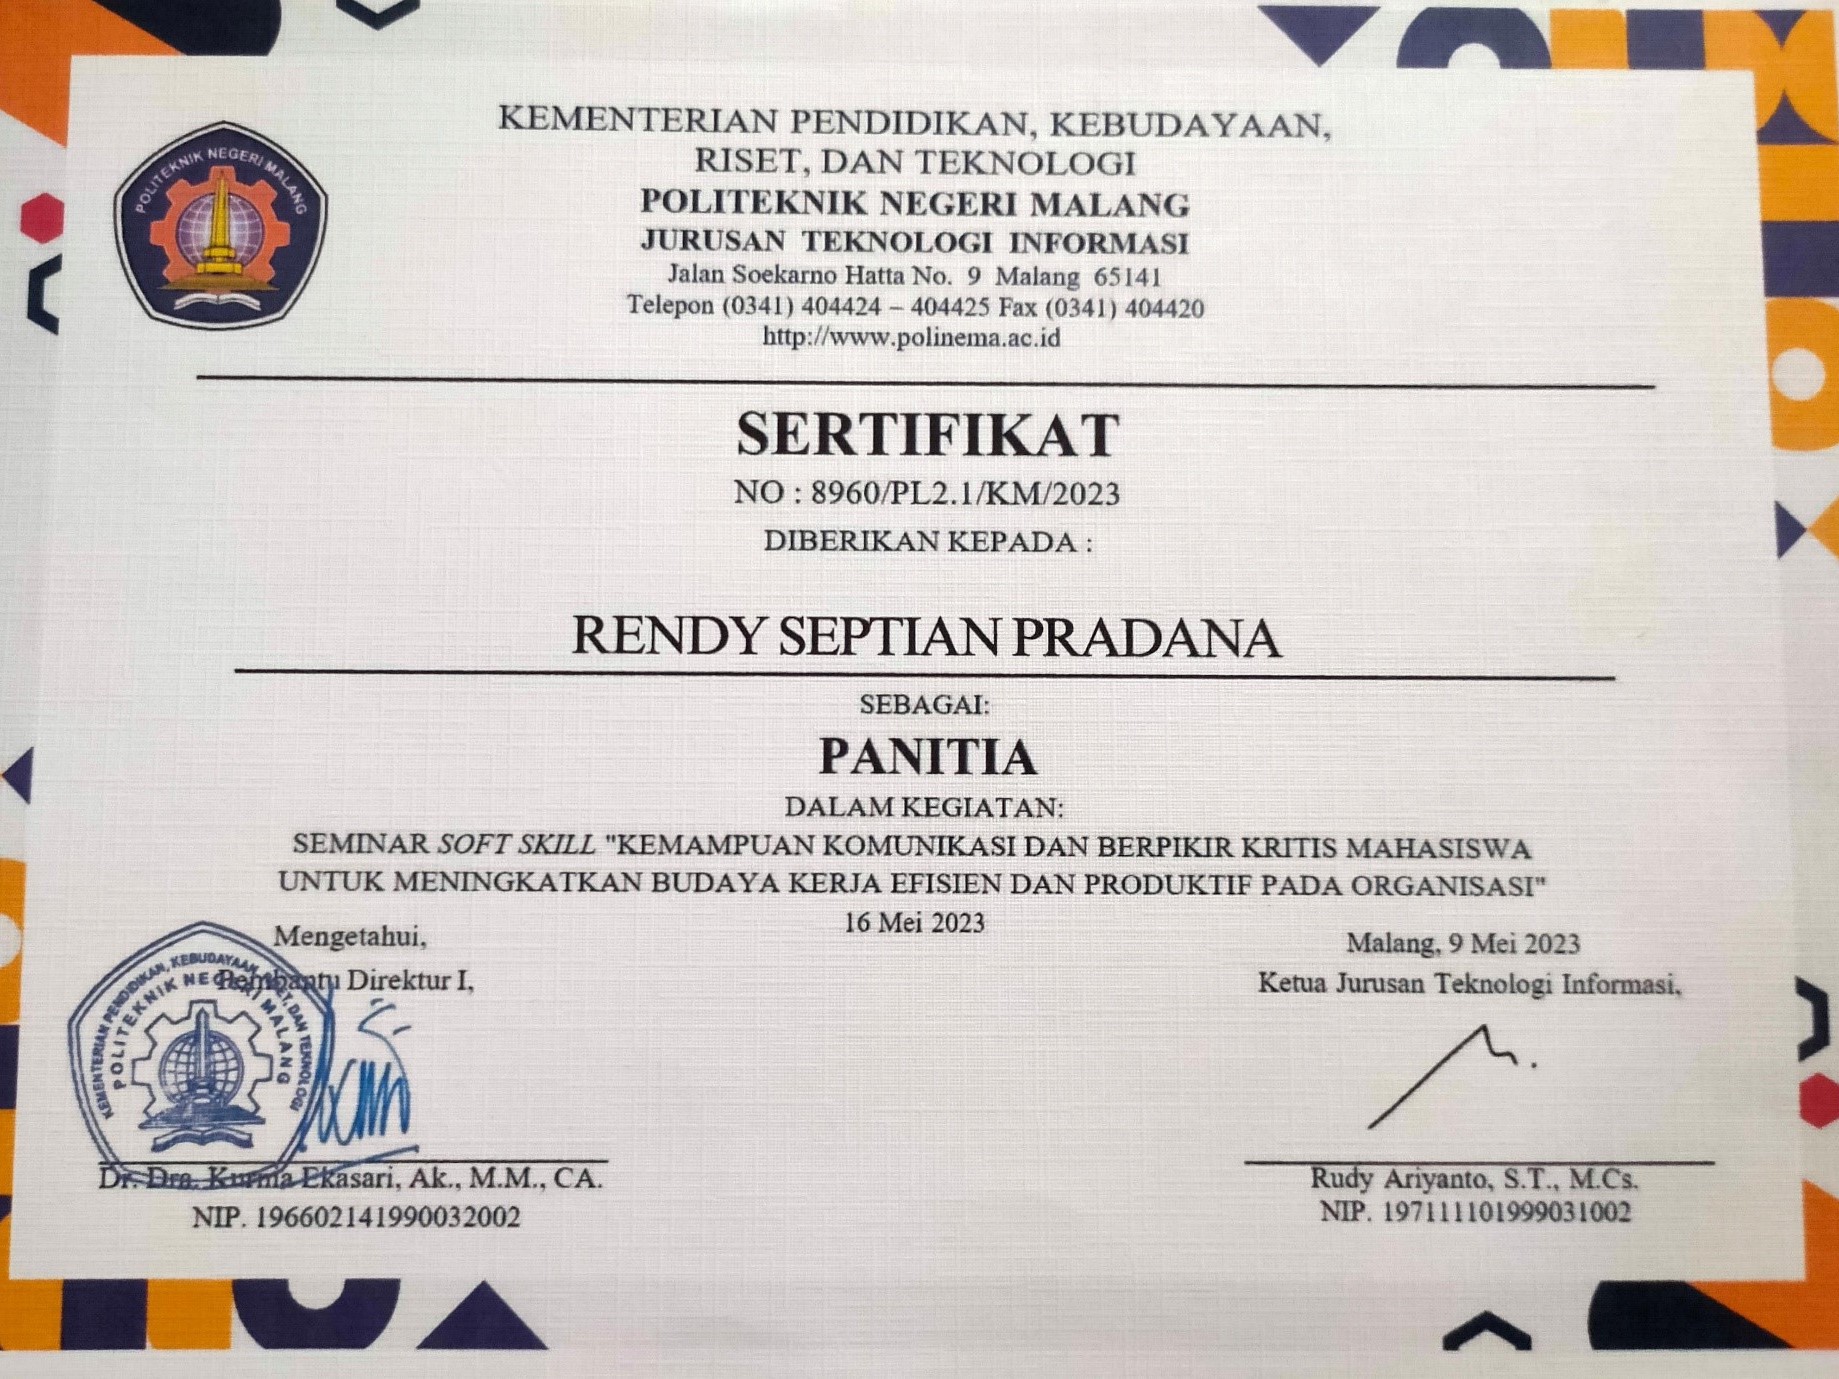 POLITEKNIK NEGERI MALANG
KEMENTERIAN PENDIDIKAN, KEBUDAYAAN,
RISET, DAN TEKNOLOGI
POLITEKNIK NEGERI MALANG
JURUSAN TEKNOLOGI INFORMASI
Jalan Soekarno Hatta No. 9 Malang 65141
Telepon (0341) 404424 – 404425 Fax (0341) 404420
http://www.polinema.ac.id
SERTIFIKAT
NO : 8960/PL2.1/KM/2023
DIBERIKAN KEPADA :
RENDY SEPTIAN PRADANA
SEBAGAI:
PANITIA
DALAM KEGIATAN:
SEMINAR SOFT SKILL "KEMAMPUAN KOMUNIKASI DAN BERPIKIR KRITIS MAHASISWA
UNTUK MENINGKATKAN BUDAYA KERJA EFISIEN DAN PRODUKTIF PADA ORGANISASI"
16 Mei 2023
Mengetahui,
Pembantu Direktur I,
KEMENTERIAN PENDIDIKAN, KEBUDAYAAN, RISET, DAN TEKNOLOGI
POLITEKNIK NEGERI MALANG
Dr. Dra. Kurnia Ekasari, Ak., M.M., CA.
NIP. 196602141990032002
Malang, 9 Mei 2023
Ketua Jurusan Teknologi Informasi,
Rudy Ariyanto, S.T., M.Cs.
NIP. 197111101999031002